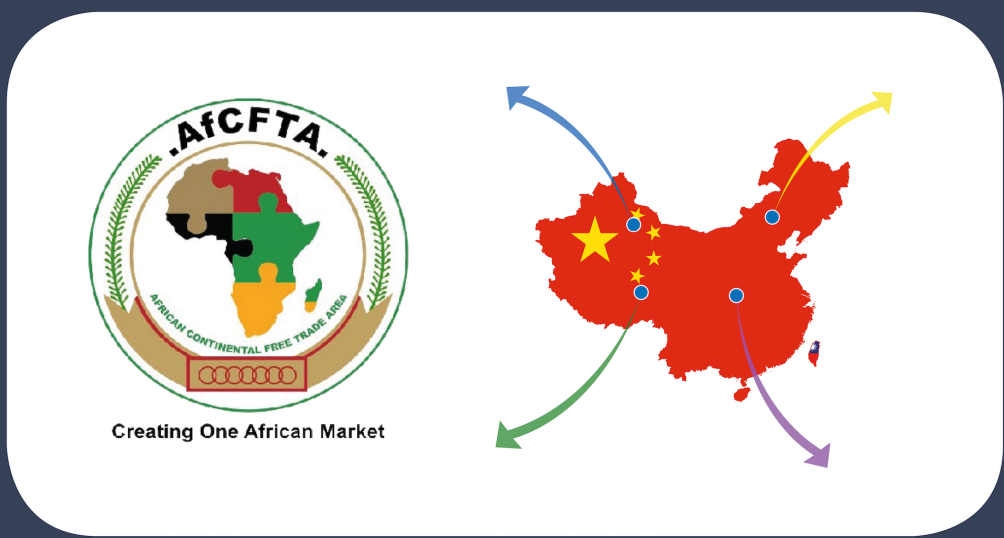 .AfCFTA.
AFRICAN CONTINENTAL FREE TRADE AREA
Creating One African Market